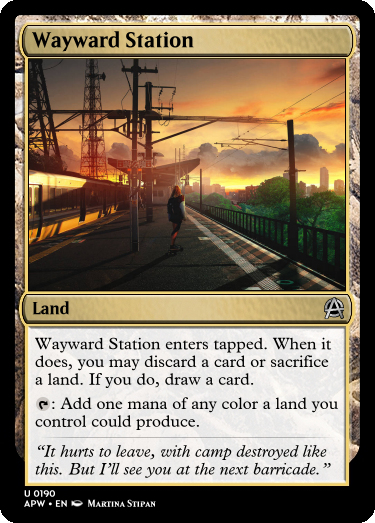 Wayward Station
Land
Wayward Station enters tapped. When it
does, you may discard a card or sacrifice
a land. If you do, draw a card.
: Add one mana of any color a land you
control could produce.
“It hurts to leave, with camp destroyed like
this. But I’ll see you at the next barricade.”
U 0190
APW • EN Martina Stipan